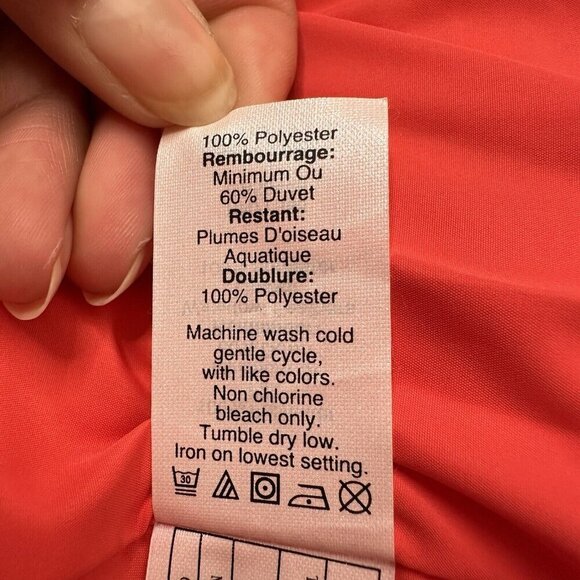 100% Polyester
Rembourrage:
Minimum Ou
60% Duvet
Restant:
Plumes D'oiseau
Aquatique
Doublure:
100% Polyester
Machine wash cold
gentle cycle,
with like colors.
Non chlorine
bleach only.
Tumble dry low.
Iron on lowest setting.
30